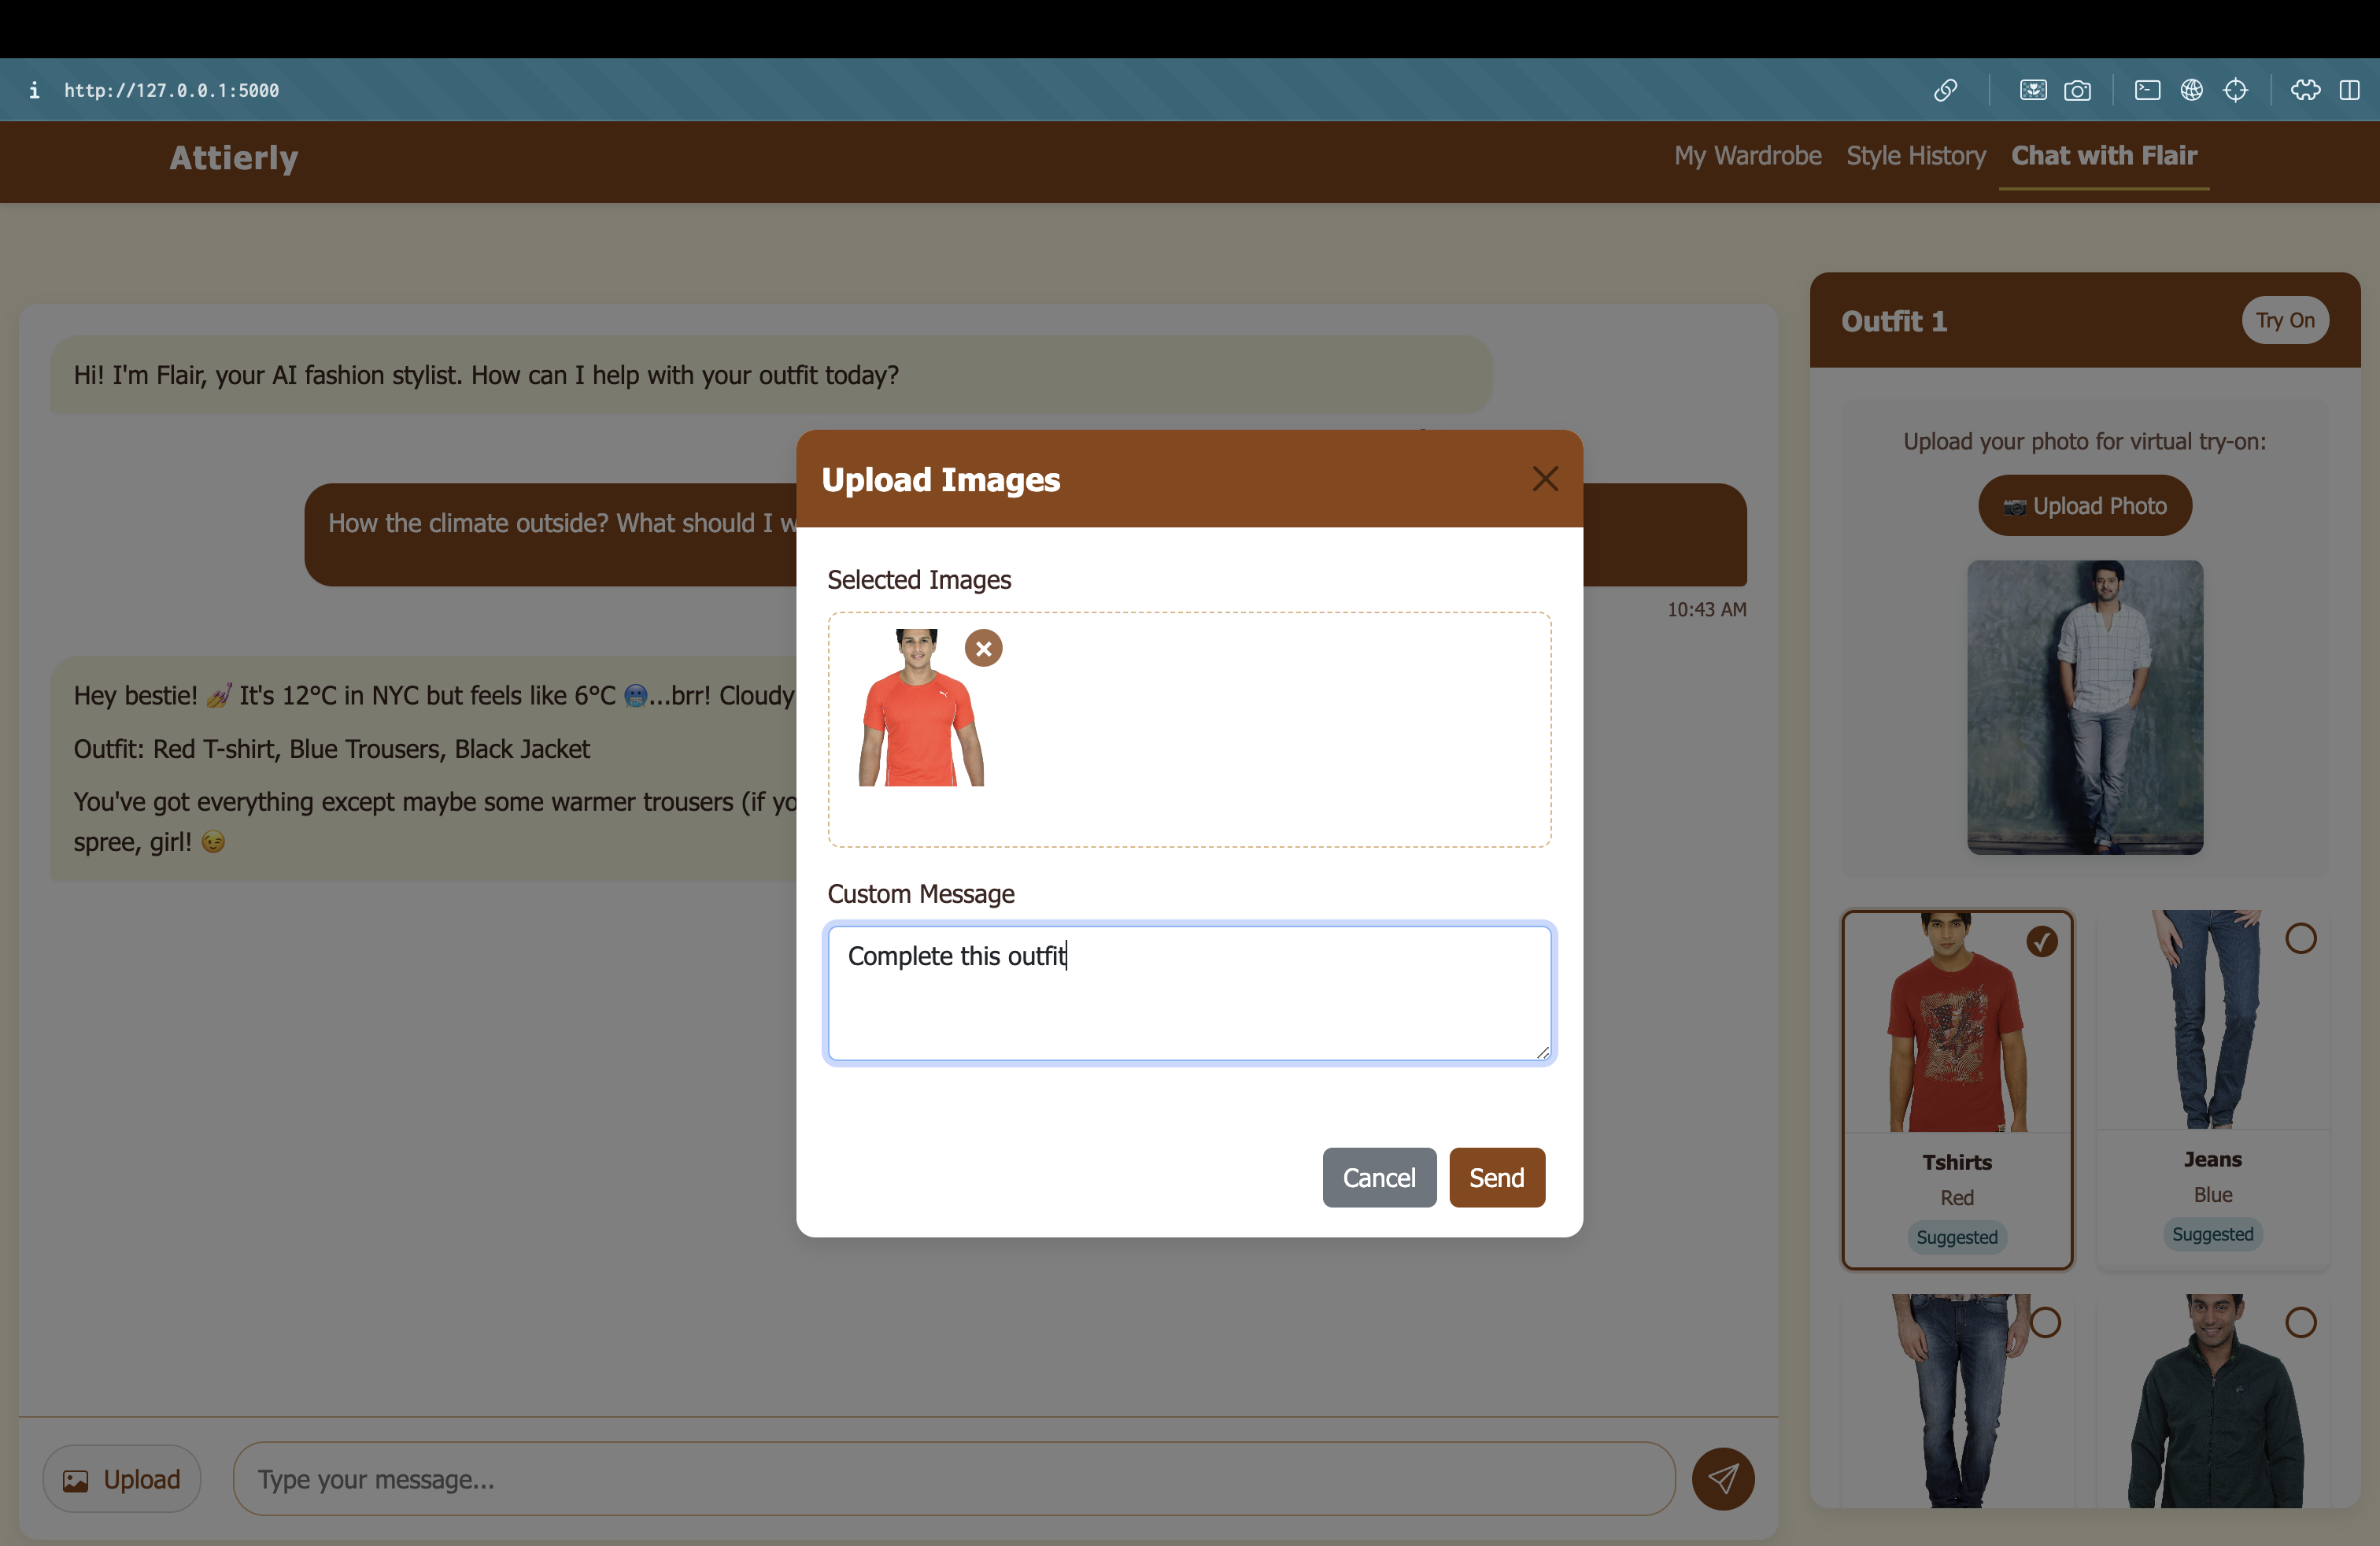 http://127.0.0.1:5000
Attierly
My Wardrobe
Style History
Chat with Flair
Hi! I'm Flair, your AI fashion stylist. How can I help with your outfit today?
How the climate outside? What should I w
10:43 AM
Hey bestie! 💅 It's 12°C in NYC but feels like 6°C 🥶...brr! Cloudy
Outfit: Red T-shirt, Blue Trousers, Black Jacket
You've got everything except maybe some warmer trousers (if yo
spree, girl! 😉
Upload
Type your message...
Upload Images
Selected Images
Custom Message
Complete this outfit
Cancel
Send
Outfit 1
Try On
Upload your photo for virtual try-on:
📷 Upload Photo
Tshirts
Red
Suggested
Jeans
Blue
Suggested